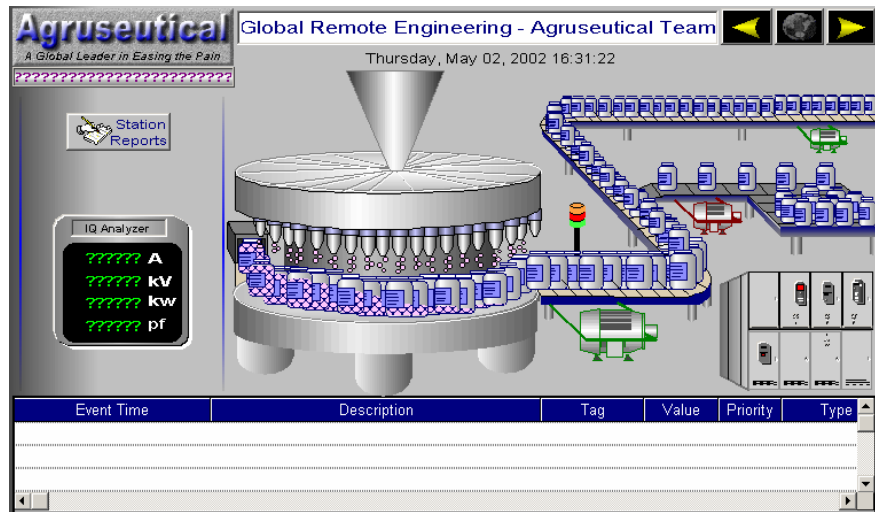 Agruseutical
A Global Leader in Easing the Pain
????????????????????????
Global Remote Engineering - Agruseutical Team
Thursday, May 02, 2002 16:31:22
Station
Reports
IQ Analyzer
?????? A
?????? kV
?????? kw
?????? pf
Event Time Description Tag Value Priority Type